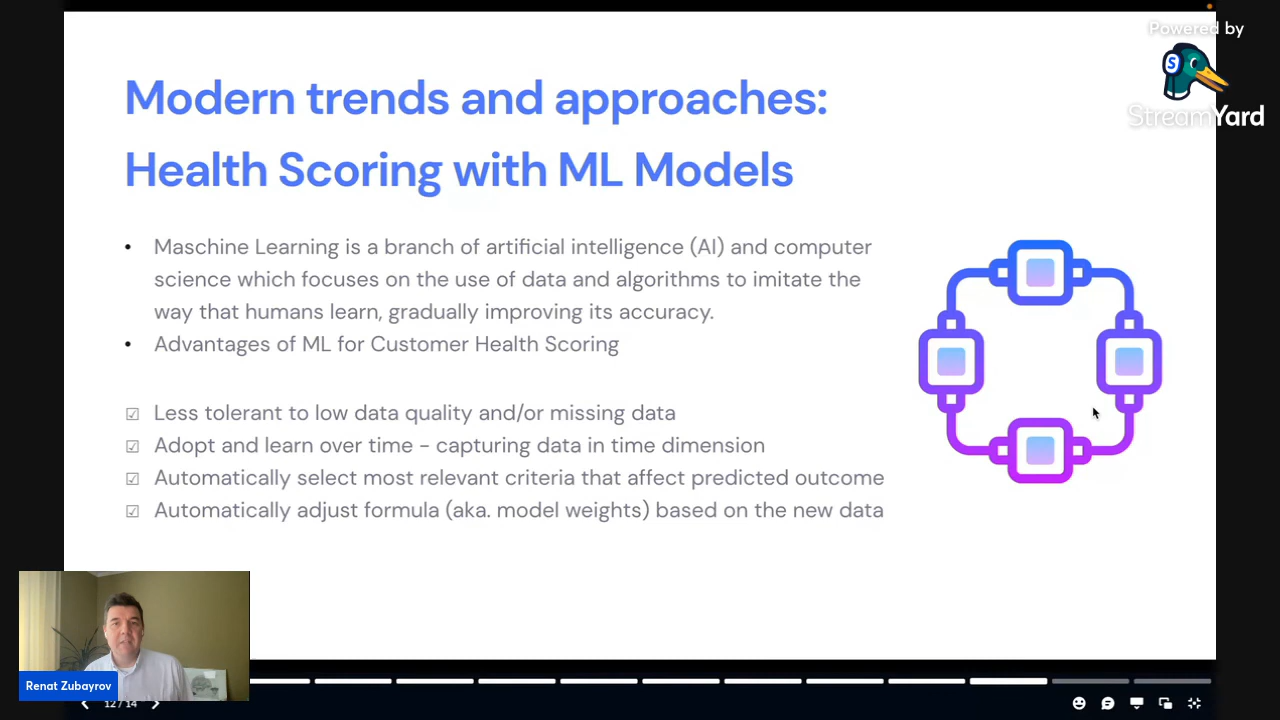 Powered by
StreamYard
Modern trends and approaches:
Health Scoring with ML Models
• Maschine Learning is a branch of artificial intelligence (AI) and computer
science which focuses on the use of data and algorithms to imitate the
way that humans learn, gradually improving its accuracy.
• Advantages of ML for Customer Health Scoring
☑ Less tolerant to low data quality and/or missing data
☑ Adopt and learn over time - capturing data in time dimension
☑ Automatically select most relevant criteria that affect predicted outcome
☑ Automatically adjust formula (aka. model weights) based on the new data
Renat Zubayrov
12 / 14